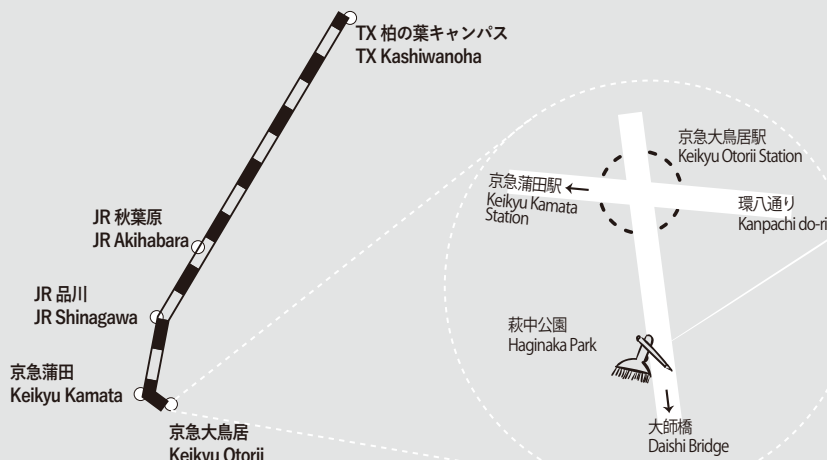 TX 柏の葉キャンパス
TX Kashiwanoha
JR 秋葉原
JR Akihabara
JR 品川
JR Shinagawa
京急蒲田
Keikyu Kamata
京急大鳥居
Keikyu Otorii
京急大鳥居駅
Keikyu Otorii Station
京急蒲田駅
Keikyu Kamata
Station
環八通り
Kanpachi do-ri
萩中公園
Haginaka Park
大師橋
Daishi Bridge